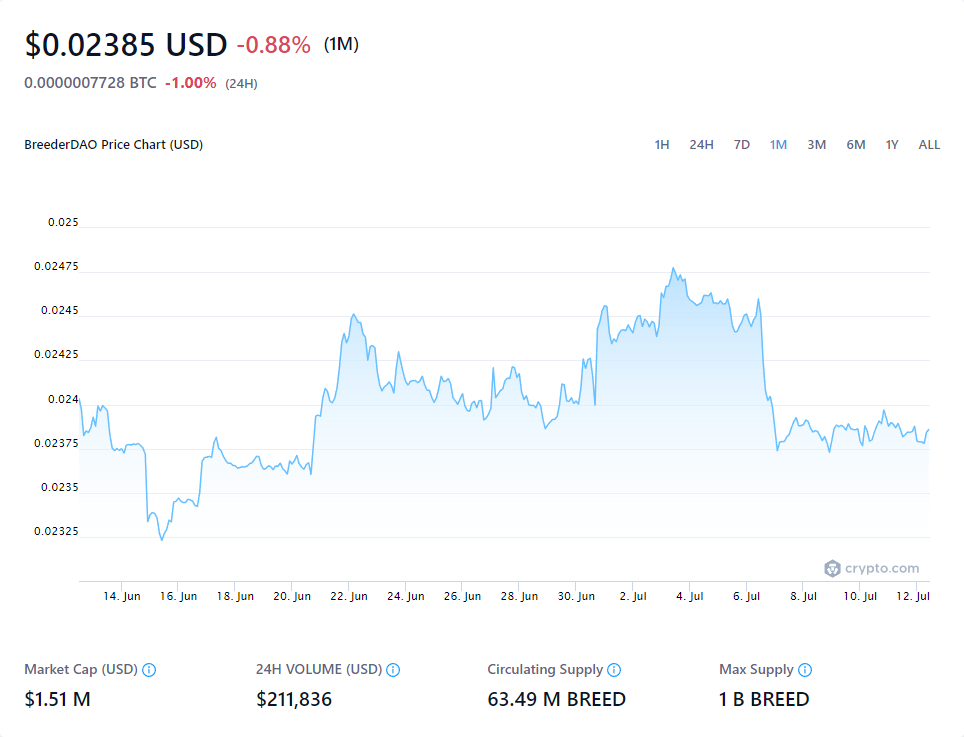 $0.02385 USD -0.88% (1M)
0.0000007728 BTC -1.00% (24H)
BreederDAO Price Chart (USD) 1H 24H 7D 1M 3M 6M 1Y ALL
0.025
0.02475
0.0245
0.02425
0.024
0.02375
0.0235
0.02325
crypto.com
14. Jun 16. Jun 18. Jun 20. Jun 22. Jun 24. Jun 26. Jun 28. Jun 30. Jun 2. Jul 4. Jul 6. Jul 8. Jul 10. Jul 12. Jul
Market Cap (USD) 24H VOLUME (USD) Circulating Supply Max Supply
$1.51 M $211,836 63.49 M BREED 1 B BREED